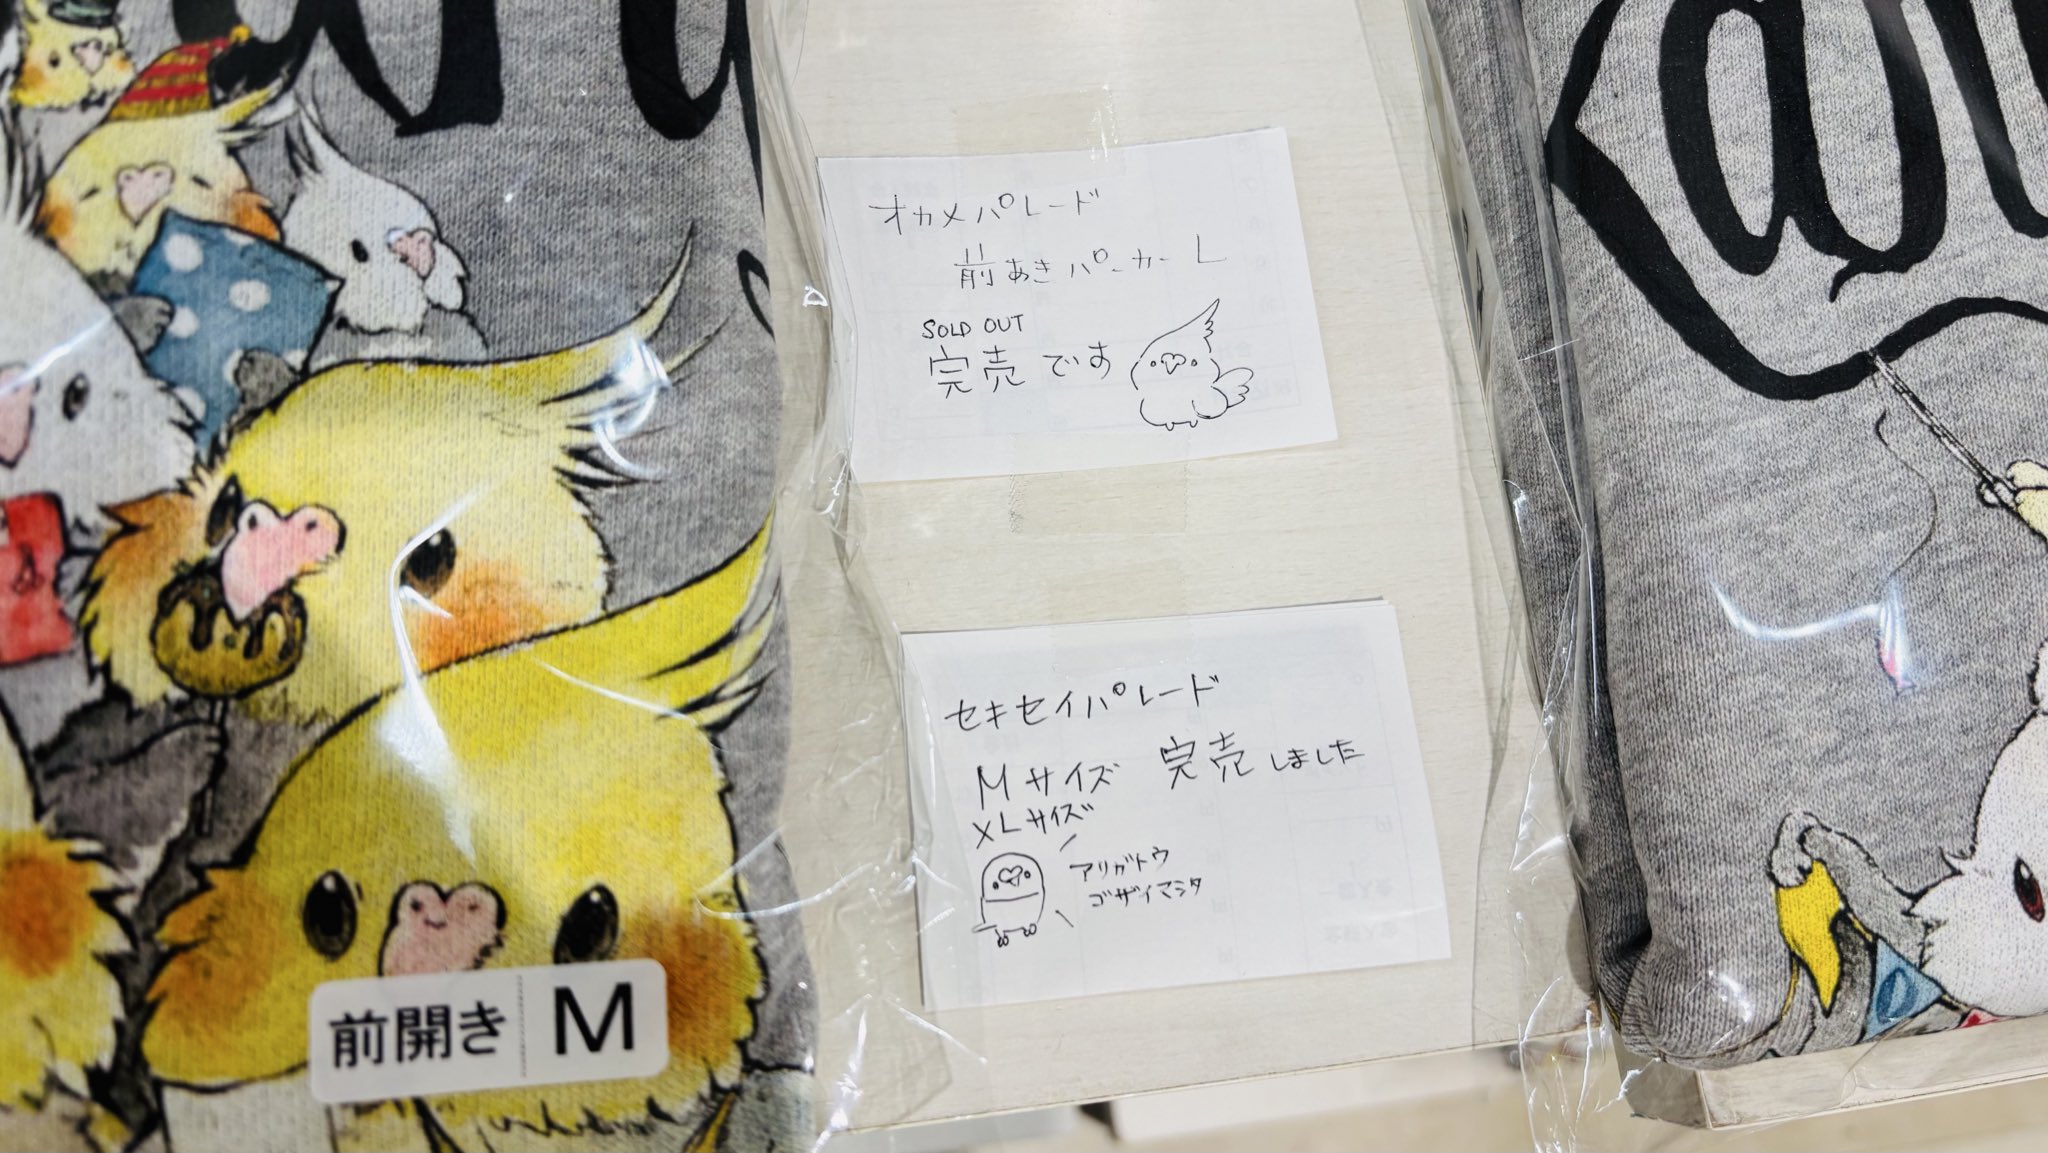 オカメパレード
前あきパーカー L
SOLD OUT
完売です
セキセイパレード
Mサイズ 完売しました
XLサイズ
アリガトウ
ゴザイマシタ
前開き M